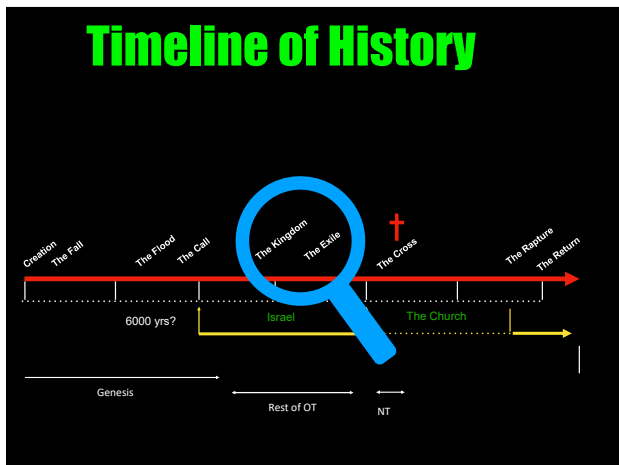 Timeline of History
Creation
The Fall
The Flood
The Call
The Kingdom
The Exile
The Cross
The Rapture
The Return
6000 yrs?
Israel
The Church
Genesis
Rest of OT
NT